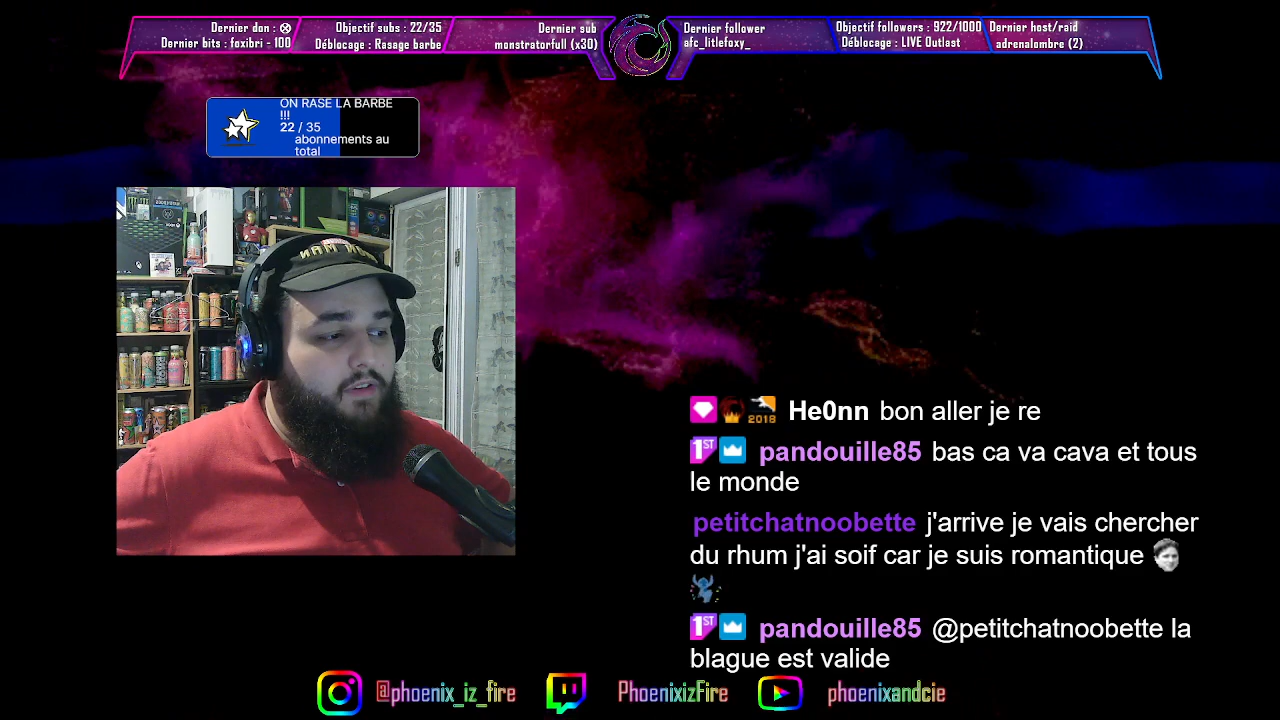 Dernier don : ⊗
Dernier bits : foxibri - 100
Objectif subs : 22/35
Déblocage : Rasage barbe
Dernier sub
monstratorfull (x30)
Dernier follower
afc_litlefoxy_
Objectif followers : 922/1000
Déblocage : LIVE Outlast
Dernier host/raid
adrenalombre (2)
ON RASE LA BARBE
!!!
22 / 35
abonnements au
total
2018 He0nn bon aller je re
1ST pandouille85 bas ca va cava et tous
le monde
petitchatnoobette j'arrive je vais chercher
du rhum j'ai soif car je suis romantique
1ST pandouille85 @petitchatnoobette la
blague est valide
@phoenix_iz_fire PhoenixizFire phoenixandcie